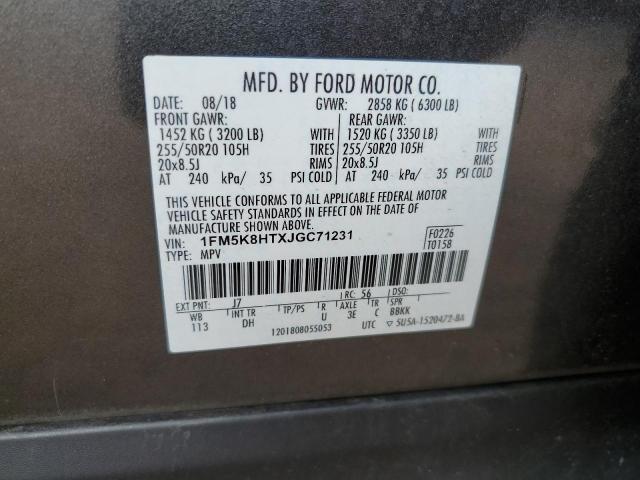 MFD. BY FORD MOTOR CO.
DATE: 08/18 GVWR: 2858 KG ( 6300 LB)
FRONT GAWR: REAR GAWR:
1452 KG ( 3200 LB) WITH 1520 KG ( 3350 LB) WITH
255/50R20 105H TIRES 255/50R20 105H TIRES
20x8.5J RIMS 20x8.5J RIMS
AT 240 kPa/ 35 PSI COLD AT 240 kPa/ 35 PSI COLD
THIS VEHICLE CONFORMS TO ALL APPLICABLE FEDERAL MOTOR
VEHICLE SAFETY STANDARDS IN EFFECT ON THE DATE OF
MANUFACTURE SHOWN ABOVE.
VIN: 1FM5K8HTXJGC71231 F0226
TYPE: MPV T0158
EXT PNT: J7 RC: 56 DSO:
WB INT TR TP/PS R AXLE TR SPR
113 DH U 3E C BBKK
1201808055053 UTC ▽ 5U5A-1520472-BA